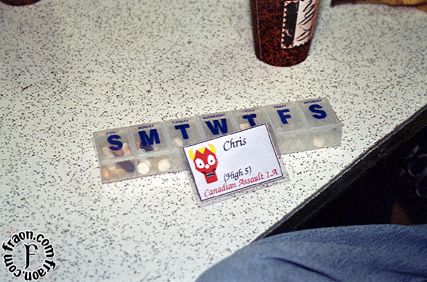 S M T W T F S
Chris
(High 5)
Canadian Assault 1.A
fraon.com fraon.com
F